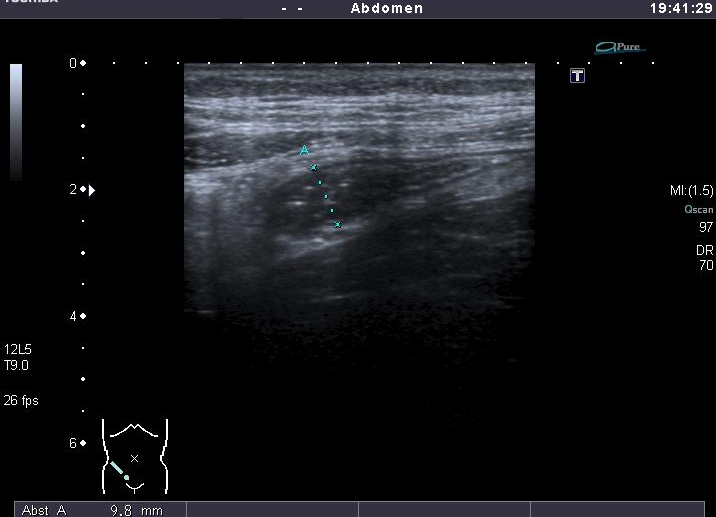 TOSHIBA
- - Abdomen 19:41:29
Pure
T
0
A
2
MI:(1.5)
Qscan
97
DR
70
4
12L5
T9.0
26 fps
6
Abst A 9.8 mm